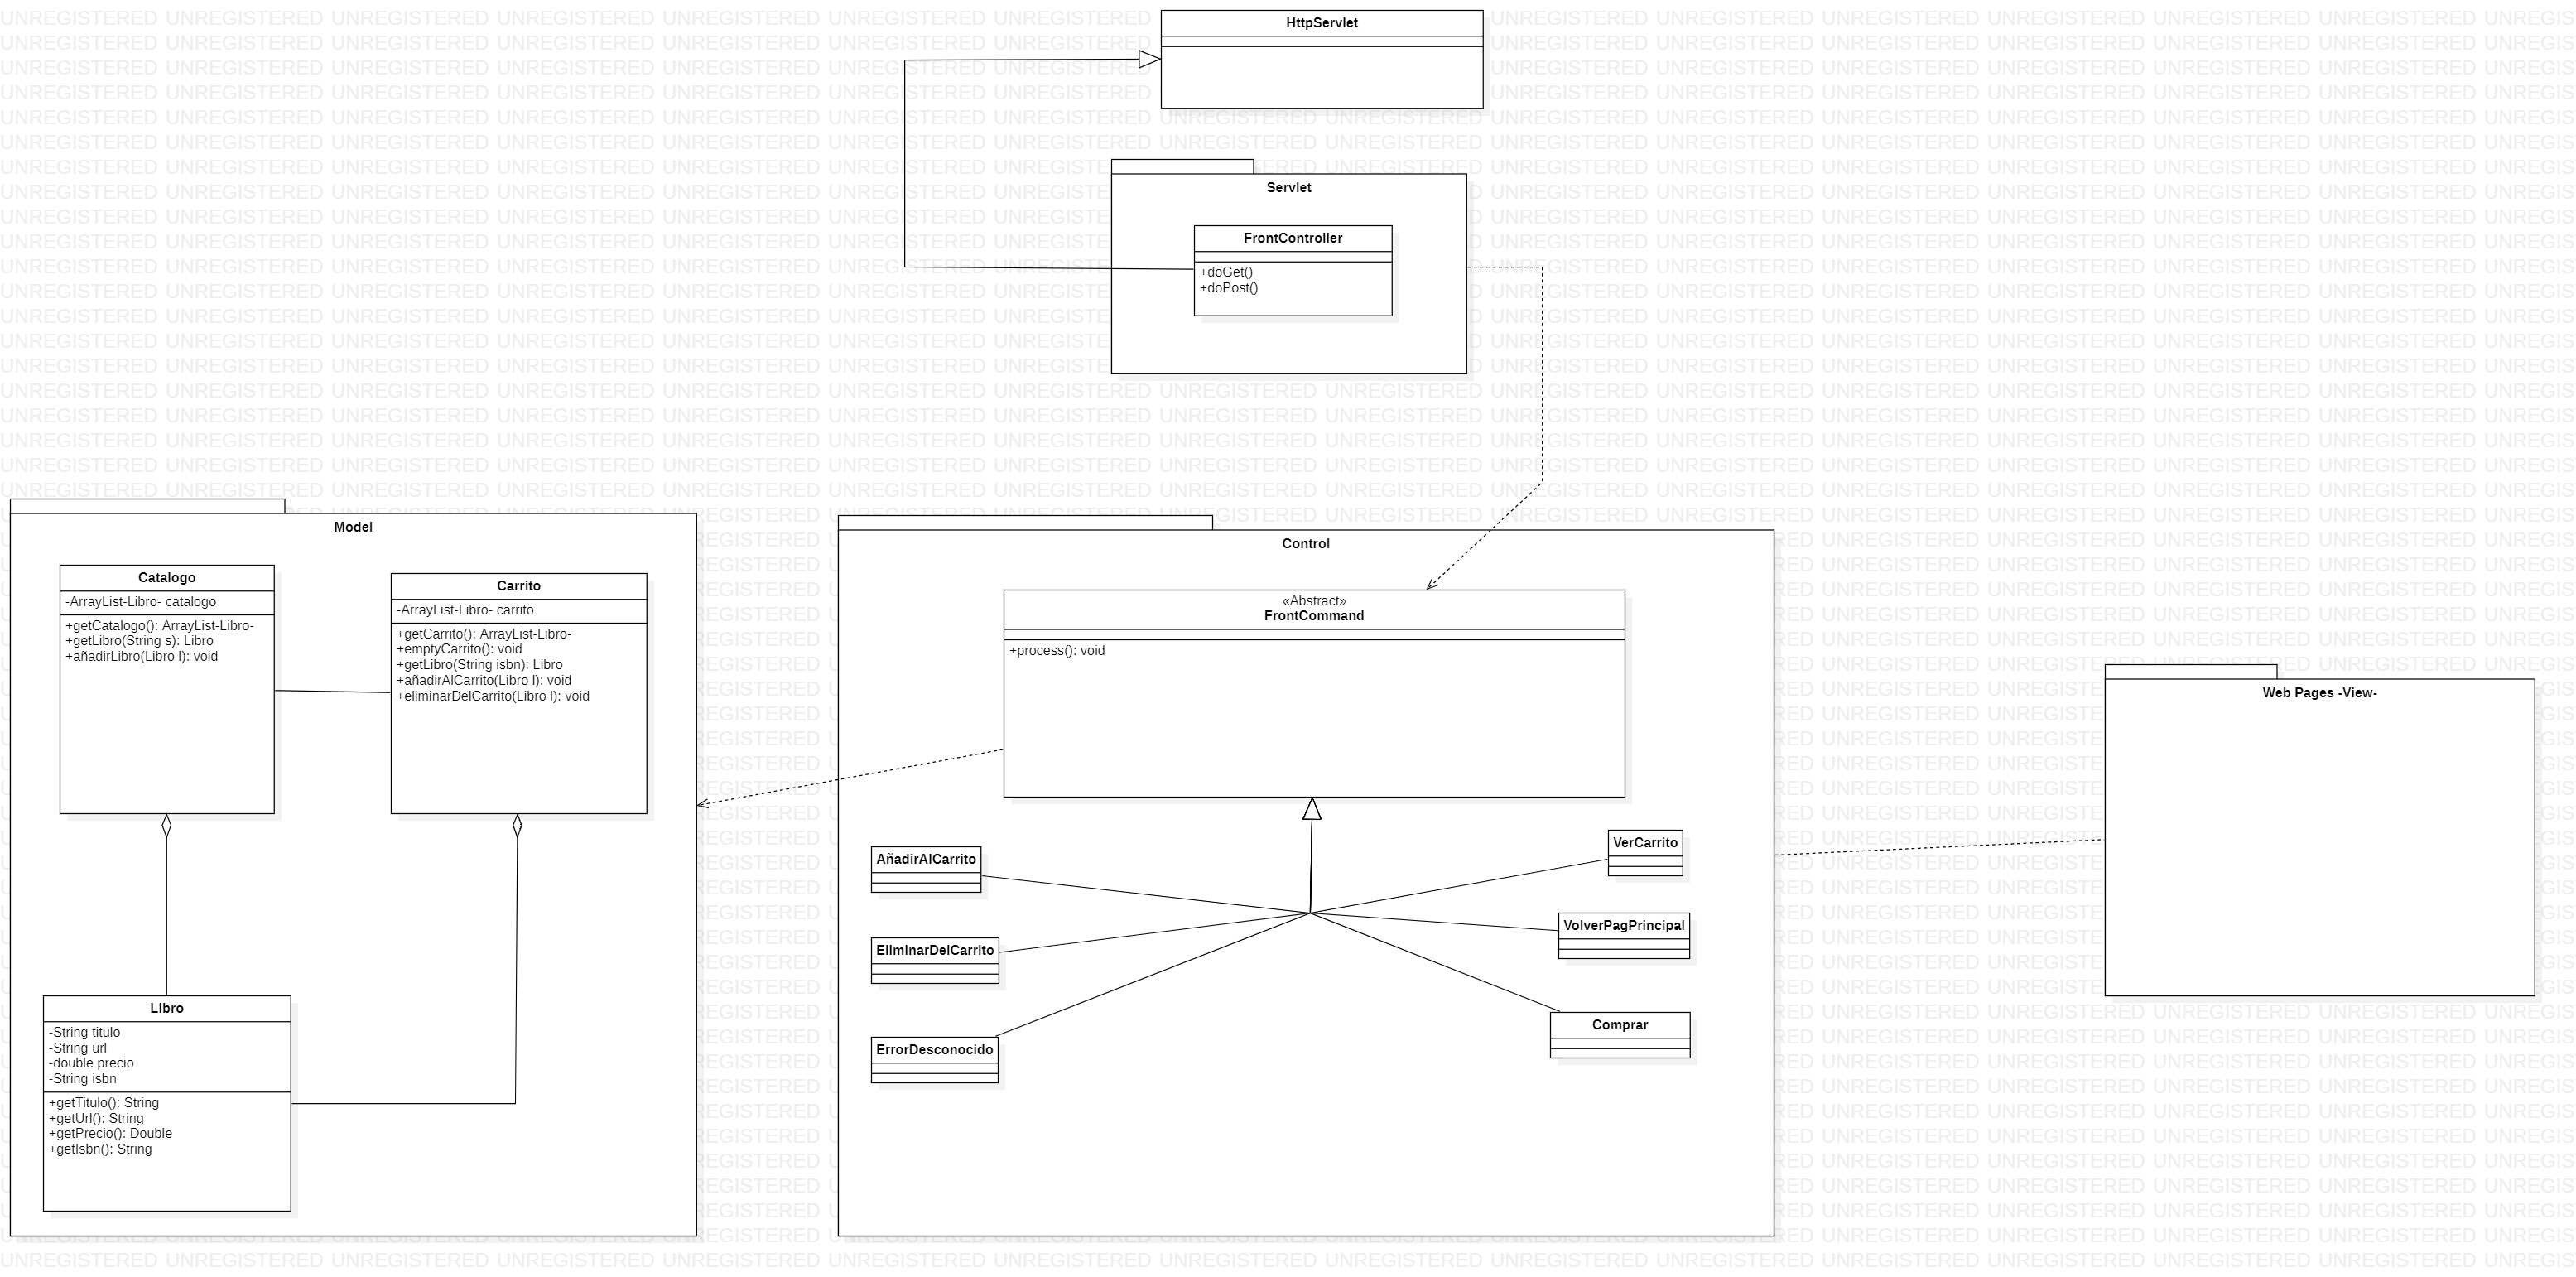 HttpServlet
Servlet
FrontController
+doGet()
+doPost()
Model
Catalogo
-ArrayList-Libro- catalogo
+getCatalogo(): ArrayList-Libro-
+getLibro(String s): Libro
+añadirLibro(Libro l): void
Carrito
-ArrayList-Libro- carrito
+getCarrito(): ArrayList-Libro-
+emptyCarrito(): void
+getLibro(String isbn): Libro
+añadirAlCarrito(Libro l): void
+eliminarDelCarrito(Libro l): void
Libro
-String titulo
-String url
-double precio
-String isbn
+getTitulo(): String
+getUrl(): String
+getPrecio(): Double
+getIsbn(): String
Control
«Abstract»
FrontCommand
+process(): void
AñadirAlCarrito
EliminarDelCarrito
ErrorDesconocido
VerCarrito
VolverPagPrincipal
Comprar
Web Pages -View-
UNREGISTERED